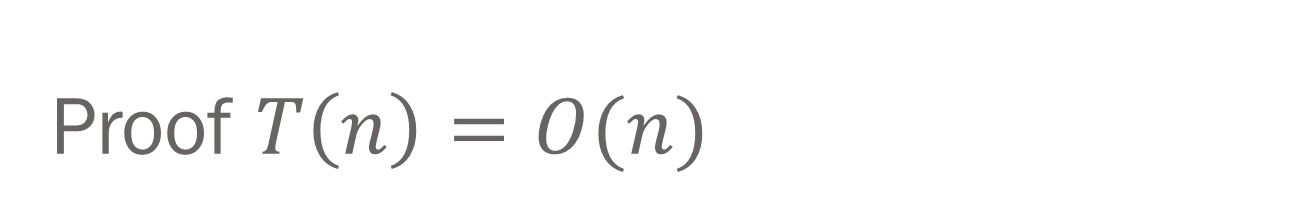 Proof T(n) = O(n)